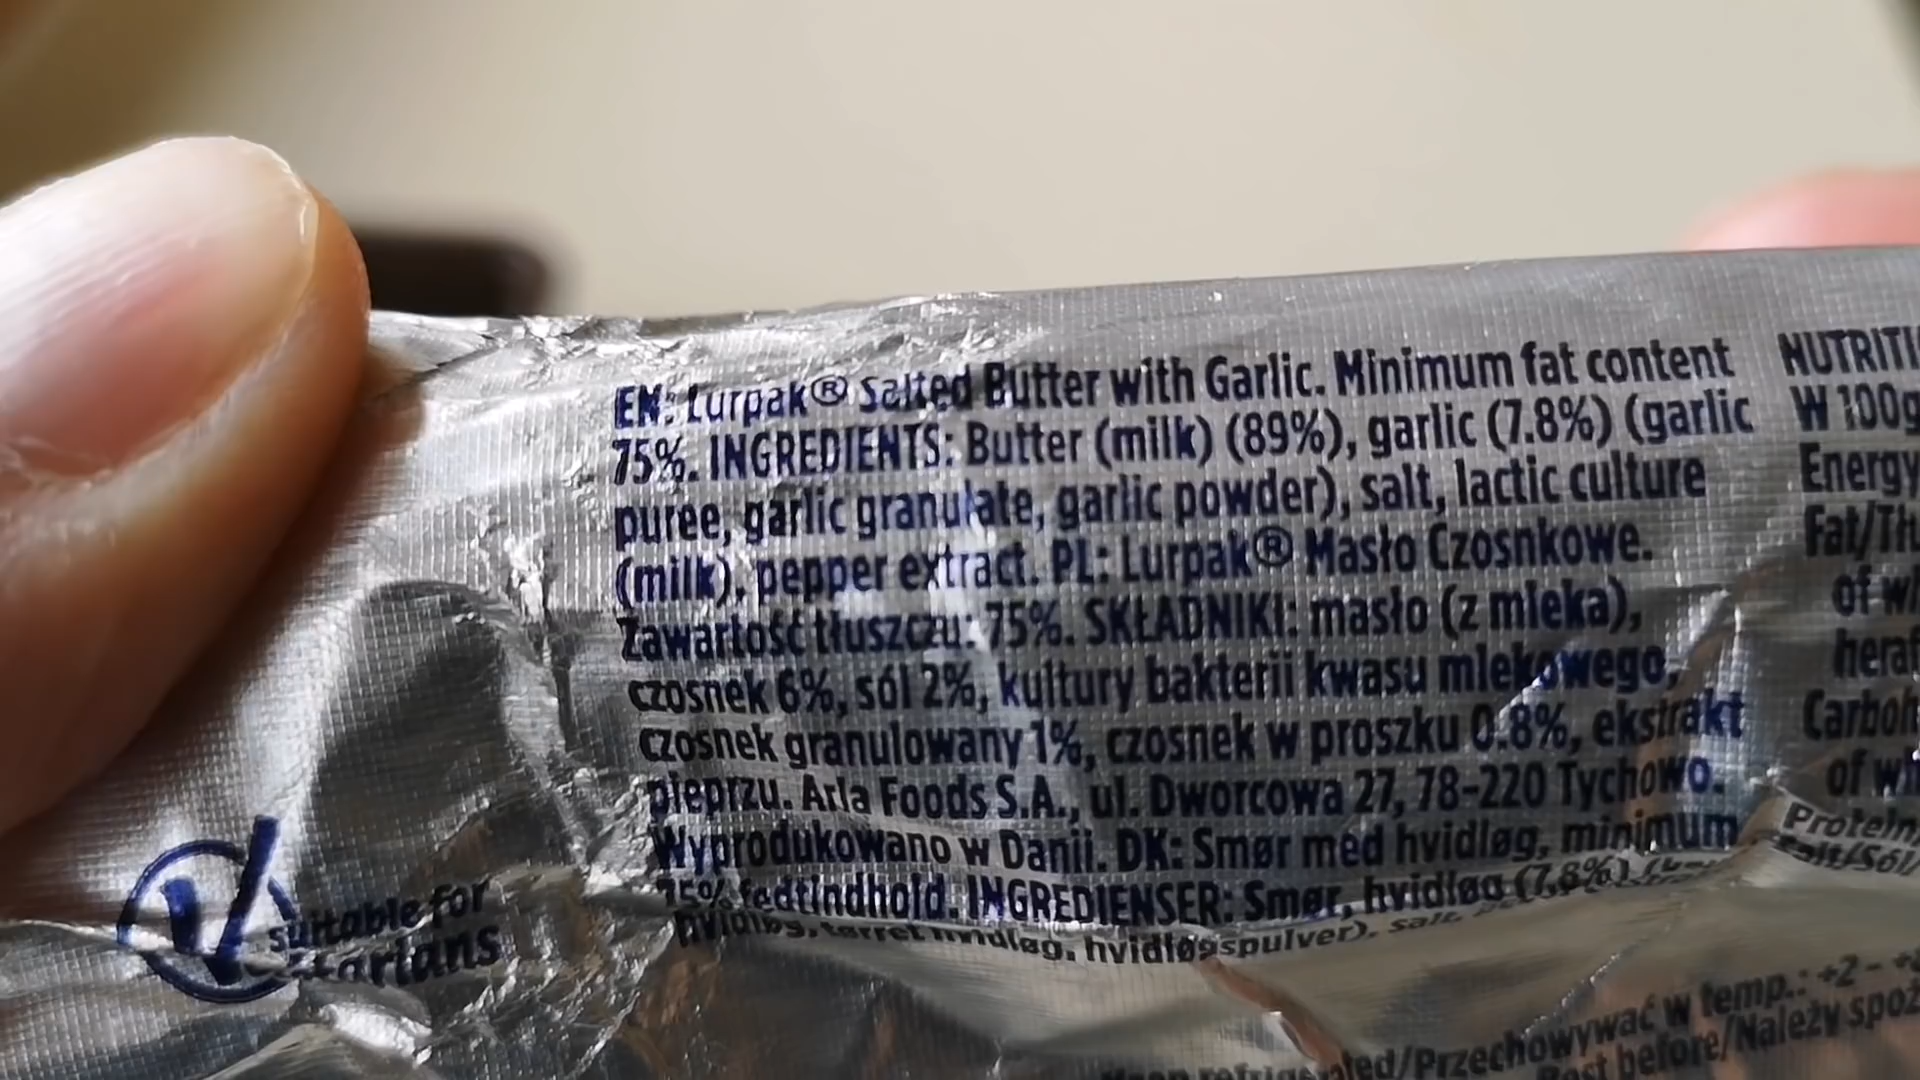 EN: Lurpak® Salted Butter with Garlic. Minimum fat content
75%. INGREDIENTS: Butter (milk) (89%), garlic (7.8%) (garlic
puree, garlic granulate, garlic powder), salt, lactic culture
(milk), pepper extract. PL: Lurpak® Masło Czosnkowe.
Zawartość tłuszczu: 75%. SKŁADNIKI: masło (z mleka),
czosnek 6%, sól 2%, kultury bakterii kwasu mlekowego,
czosnek granulowany 1%, czosnek w proszku 0.8%, ekstrakt
pieprzu. Arla Foods S.A., ul. Dworcowa 27, 78-220 Tychowo.
Wyprodukowano w Danii. DK: Smør med hvidløg, minimum
75% fedtindhold. INGREDIENSER: Smør, hvidløg (7,8%)
hvidløg, tørret hvidløg, hvidløgspulver), salt,
NUTRITI
W 100g
Energy
Fat/Tłu
of wh
heraf
Carboh
of wh
Protein
Salt/Sól/
V
suitable for
/Przechowywać w temp.: +2 - +
Best before/Należy spoż